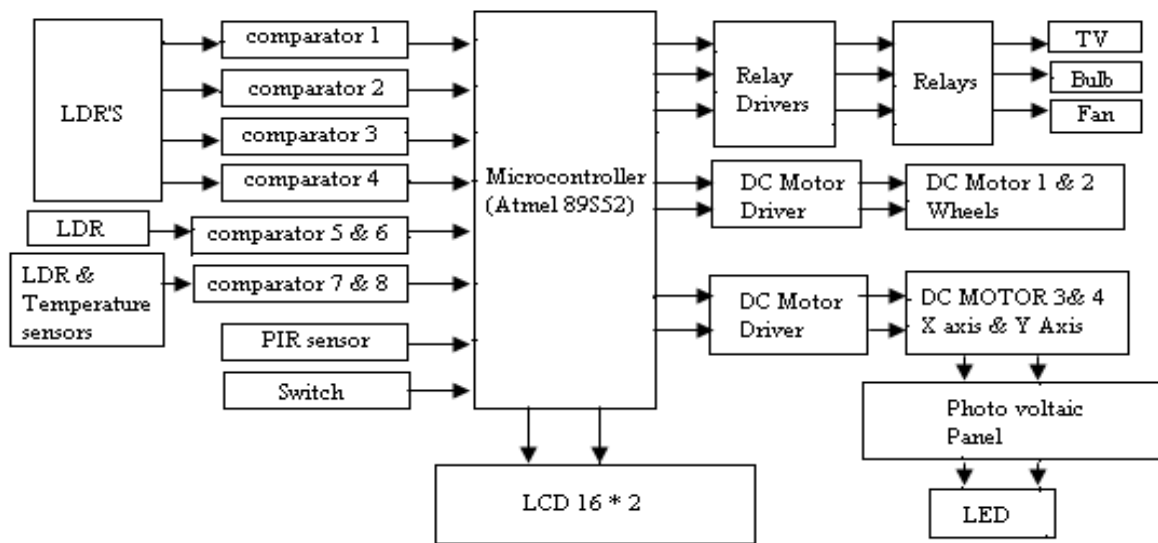 LDR'S
comparator 1
comparator 2
comparator 3
comparator 4
LDR
comparator 5 & 6
LDR &
Temperature
sensors
comparator 7 & 8
PIR sensor
Switch
Microcontroller
(Atmel 89S52)
LCD 16 * 2
Relay
Drivers
Relays
TV
Bulb
Fan
DC Motor
Driver
DC Motor 1 & 2
Wheels
DC Motor
Driver
DC MOTOR 3& 4
X axis & Y Axis
Photo voltaic
Panel
LED